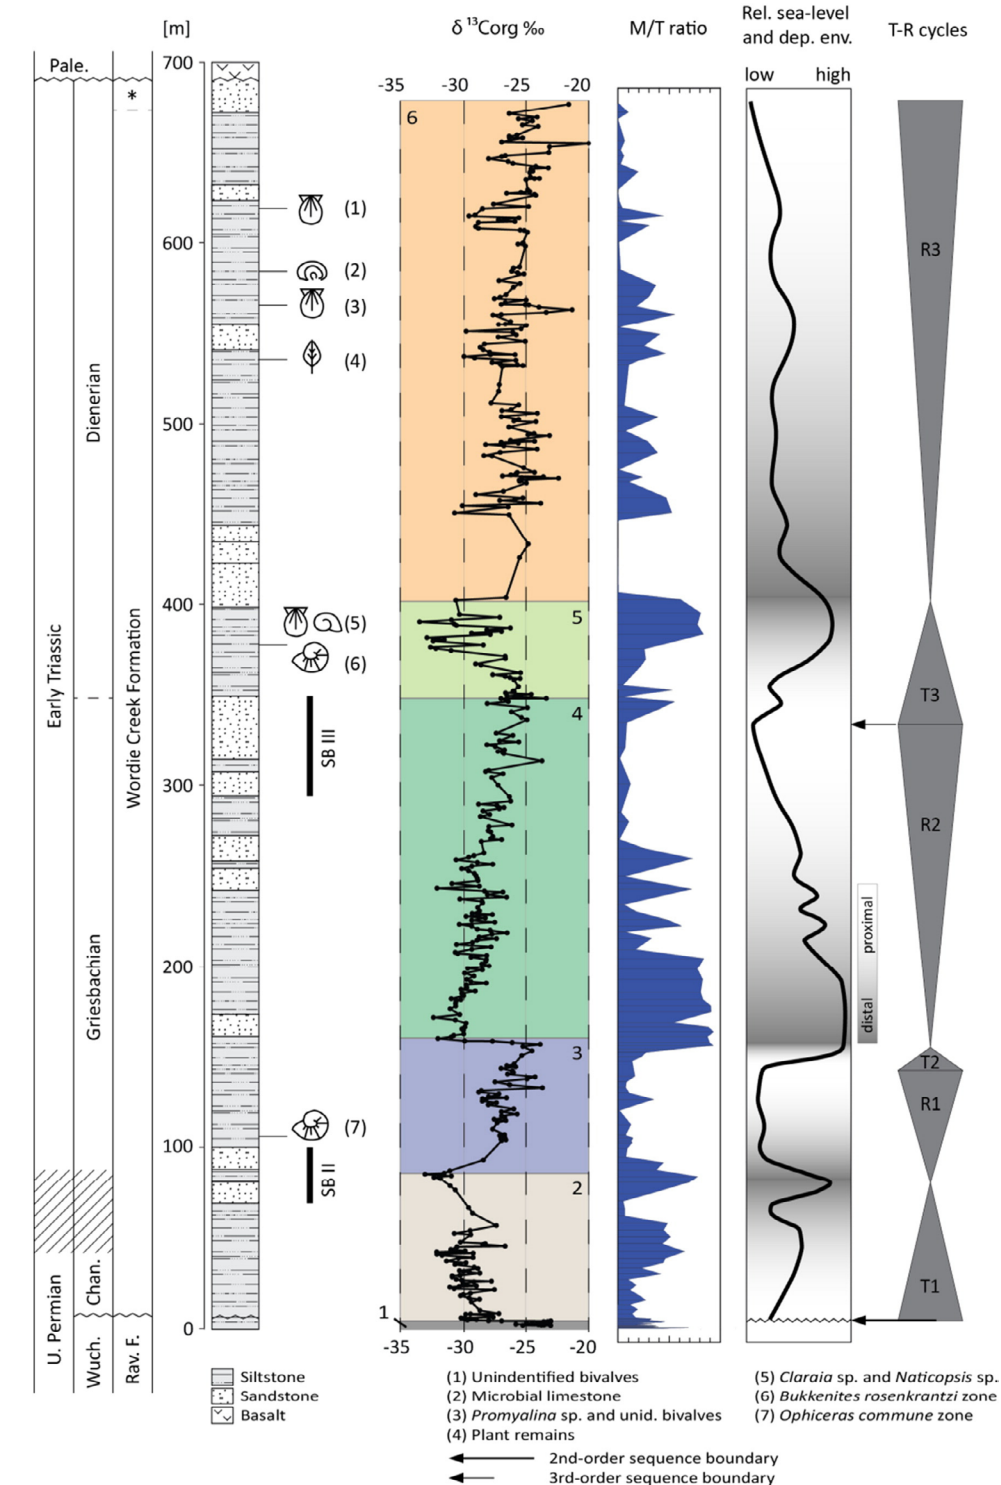 [m]
δ ¹³Corg ‰
M/T ratio
Rel. sea-level
and dep. env.
T-R cycles
low high
-35 -30 -25 -20
Pale.
*
700
600
500
400
300
200
100
0
Early Triassic
U. Permian
Dienerian
Griesbachian
Chan.
Wuch.
Wordie Creek Formation
Rav. F.
(1)
(2)
(3)
(4)
(5)
(6)
(7)
SB III
SB II
6
5
4
3
2
1
proximal
distal
R3
T3
R2
T2
R1
T1
-35 -30 -25 -20
Siltstone
Sandstone
Basalt
(1) Unidentified bivalves
(2) Microbial limestone
(3) Promyalina sp. and unid. bivalves
(4) Plant remains
(5) Claraia sp. and Naticopsis sp.
(6) Bukkenites rosenkrantzi zone
(7) Ophiceras commune zone
2nd-order sequence boundary
3rd-order sequence boundary